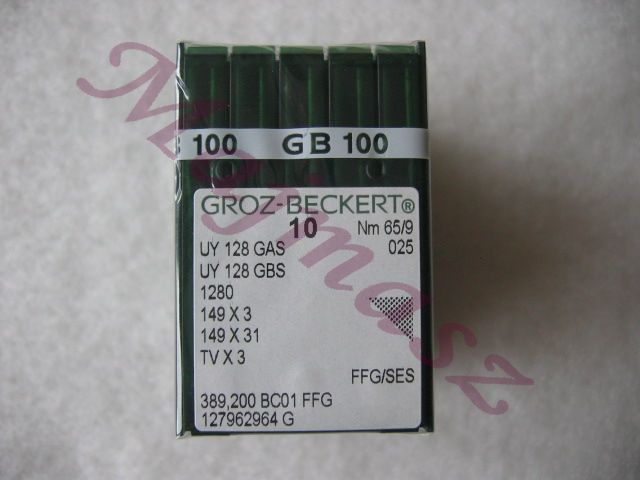 100 GB 100
GROZ-BECKERT®
10 Nm 65/9
UY 128 GAS 025
UY 128 GBS
1280
149 X 3
149 X 31
TV X 3
FFG/SES
389,200 BC01 FFG
127962964 G